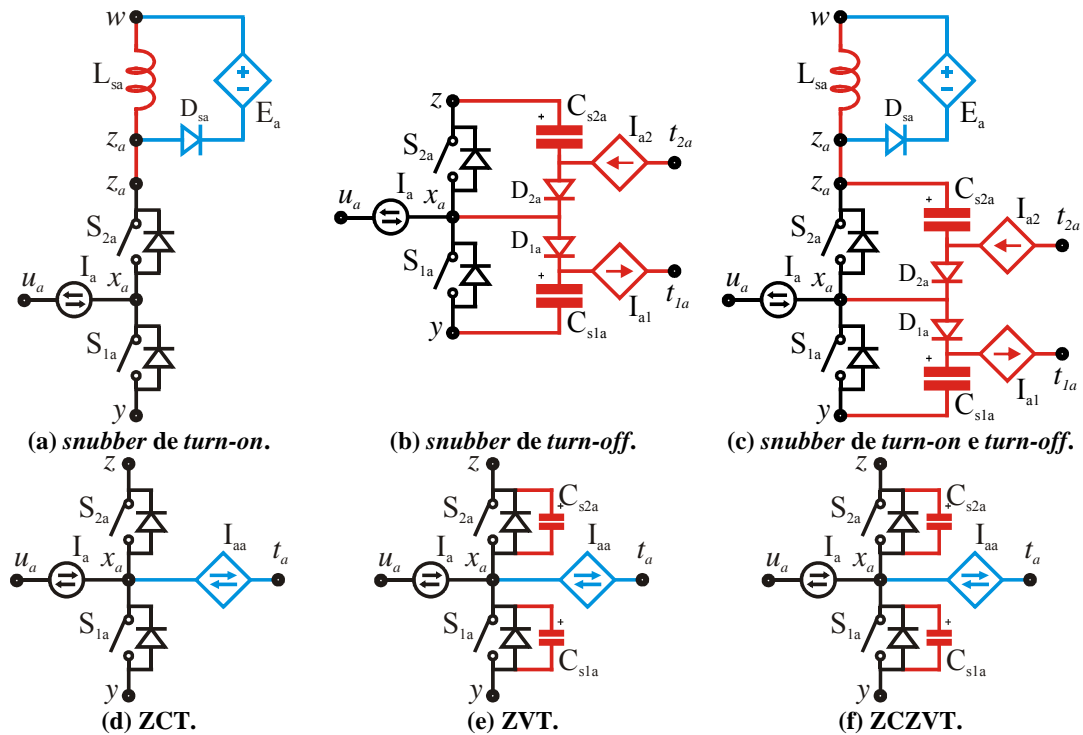 w
L_sa
D_sa
E_a
z_a
z_a
S_2a
u_a
I_a
x_a
S_1a
y
(a) snubber de turn-on.
z
C_s2a
+
S_2a
I_a2
t_2a
D_2a
u_a
I_a
x_a
D_1a
S_1a
+
I_a1
t_1a
C_s1a
y
(b) snubber de turn-off.
w
L_sa
D_sa
E_a
z_a
z_a
C_s2a
+
S_2a
I_a2
t_2a
D_2a
u_a
I_a
x_a
D_1a
S_1a
+
I_a1
t_1a
C_s1a
y
(c) snubber de turn-on e turn-off.
z
S_2a
u_a
I_a
x_a
I_aa
t_a
S_1a
y
(d) ZCT.
z
S_2a
C_s2a
+
u_a
I_a
x_a
I_aa
t_a
S_1a
+
C_s1a
y
(e) ZVT.
z
S_2a
C_s2a
+
u_a
I_a
x_a
I_aa
t_a
S_1a
+
C_s1a
y
(f) ZCZVT.